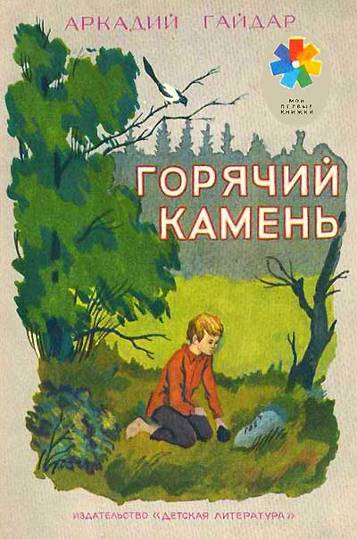 АРКАДИЙ ГАЙДАР
МОИ
ПЕРВЫЕ
КНИЖКИ
ГОРЯЧИЙ
КАМЕНЬ
ИЗДАТЕЛЬСТВО «ДЕТСКАЯ ЛИТЕРАТУРА»